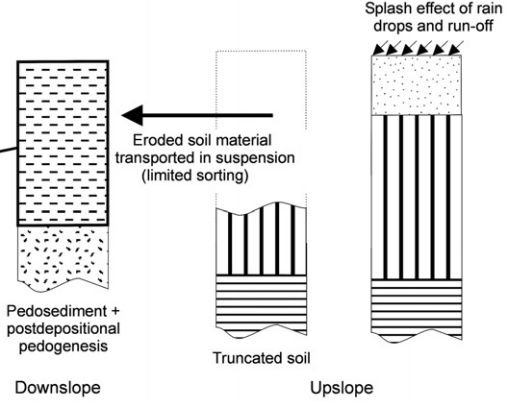 Splash effect of rain
drops and run-off
Eroded soil material
transported in suspension
(limited sorting)
Pedosediment +
postdepositional
pedogenesis
Truncated soil
Downslope
Upslope